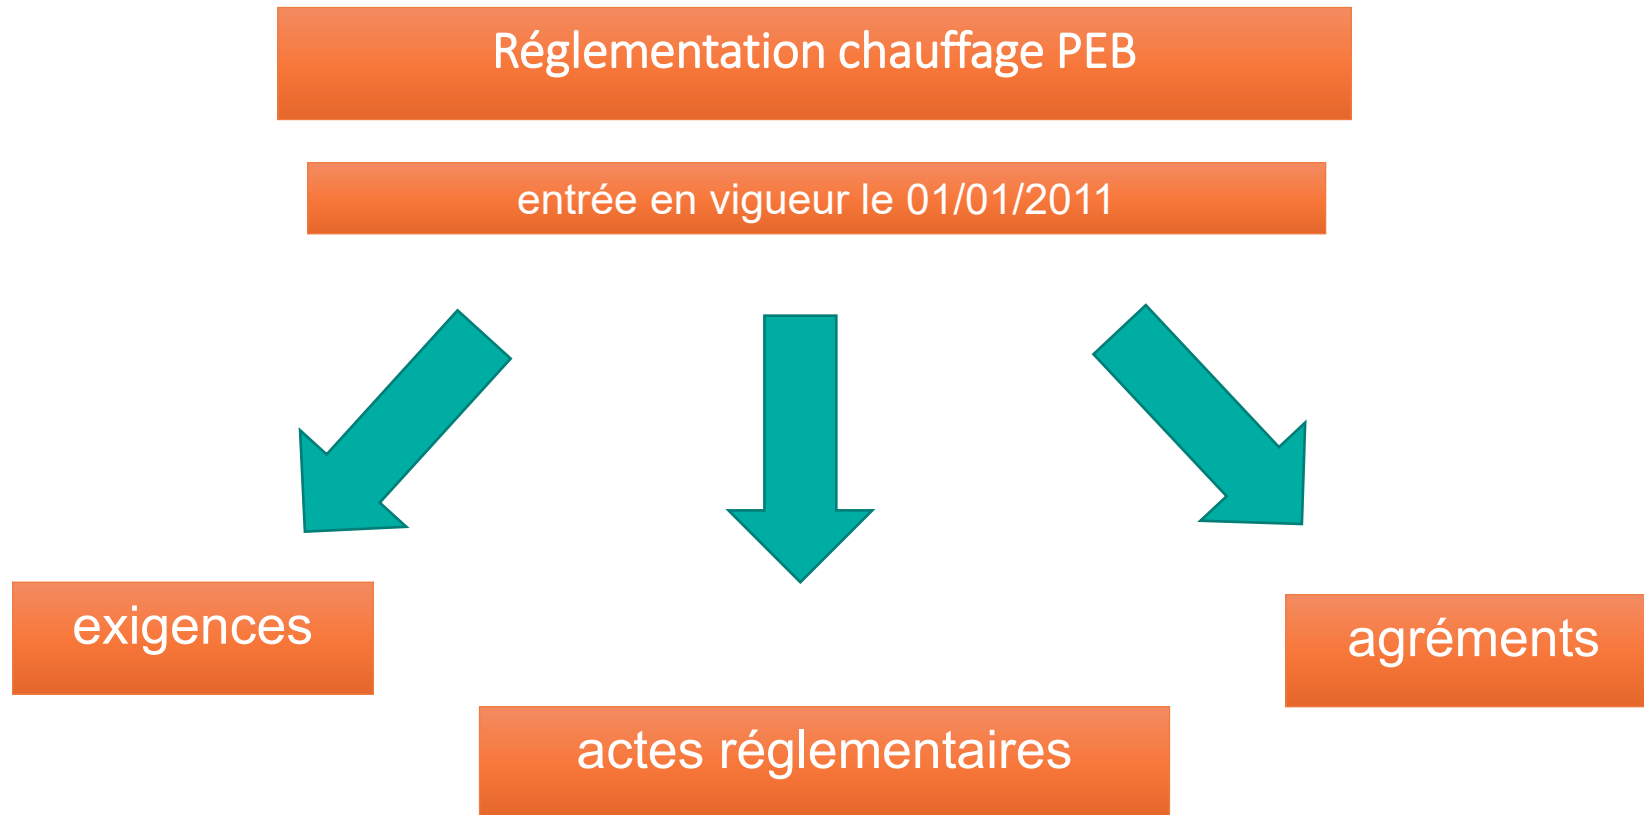 Réglementation chauffage PEB
entrée en vigueur le 01/01/2011
exigences
agréments
actes réglementaires